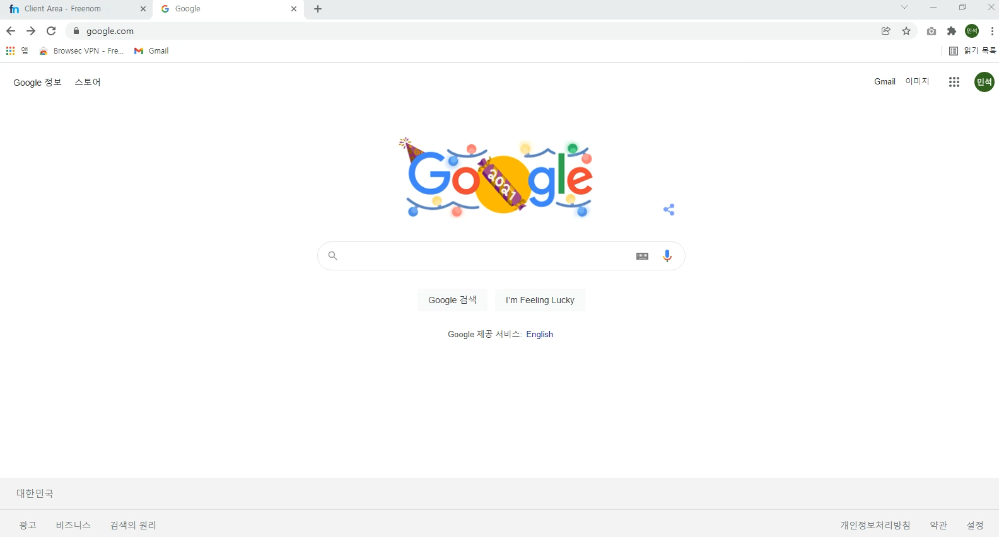 Client Area - Freenom
Google
google.com
민석
앱
Browsec VPN - Fre...
Gmail
읽기 목록
Google 정보
스토어
Gmail
이미지
민석
Google
2021
Google 검색
I'm Feeling Lucky
Google 제공 서비스: English
대한민국
광고
비즈니스
검색의 원리
개인정보처리방침
약관
설정